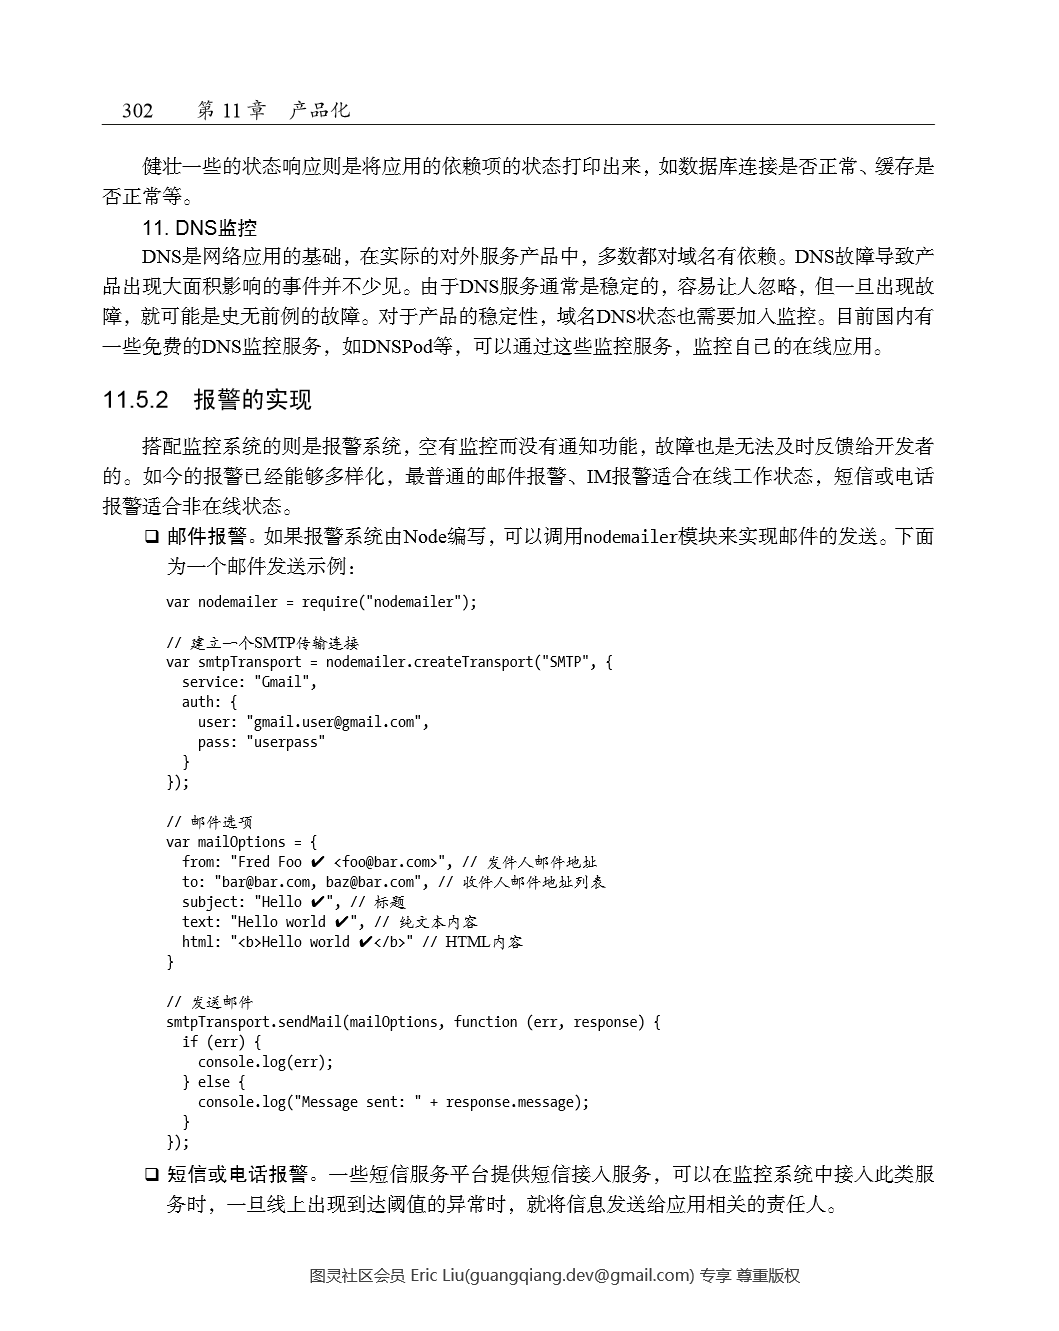 302 第 11 章 产品化
健壮一些的状态响应则是将应用的依赖项的状态打印出来，如数据库连接是否正常、缓存是
否正常等。
11. DNS监控
DNS是网络应用的基础，在实际的对外服务产品中，多数都对域名有依赖。DNS故障导致产
品出现大面积影响的事件并不少见。由于DNS服务通常是稳定的，容易让人忽略，但一旦出现故
障，就可能是史无前例的故障。对于产品的稳定性，域名DNS状态也需要加入监控。目前国内有
一些免费的DNS监控服务，如DNSPod等，可以通过这些监控服务，监控自己的在线应用。
11.5.2 报警的实现
搭配监控系统的则是报警系统，空有监控而没有通知功能，故障也是无法及时反馈给开发者
的。如今的报警已经能够多样化，最普通的邮件报警、IM报警适合在线工作状态，短信或电话
报警适合非在线状态。
❑ 邮件报警。如果报警系统由Node编写，可以调用nodemailer模块来实现邮件的发送。下面
为一个邮件发送示例：
var nodemailer = require("nodemailer");
// 建立一个SMTP传输连接
var smtpTransport = nodemailer.createTransport("SMTP", {
  service: "Gmail",
  auth: {
    user: "gmail.user@gmail.com",
    pass: "userpass"
  }
});
// 邮件选项
var mailOptions = {
  from: "Fred Foo ✔ <foo@bar.com>", // 发件人邮件地址
  to: "bar@bar.com, baz@bar.com", // 收件人邮件地址列表
  subject: "Hello ✔", // 标题
  text: "Hello world ✔", // 纯文本内容
  html: "<b>Hello world ✔</b>" // HTML内容
}
// 发送邮件
smtpTransport.sendMail(mailOptions, function (err, response) {
  if (err) {
    console.log(err);
  } else {
    console.log("Message sent: " + response.message);
  }
});
❑ 短信或电话报警。一些短信服务平台提供短信接入服务，可以在监控系统中接入此类服
务时，一旦线上出现到达阈值的异常时，就将信息发送给应用相关的责任人。
图灵社区会员 Eric Liu(guangqiang.dev@gmail.com) 专享 尊重版权